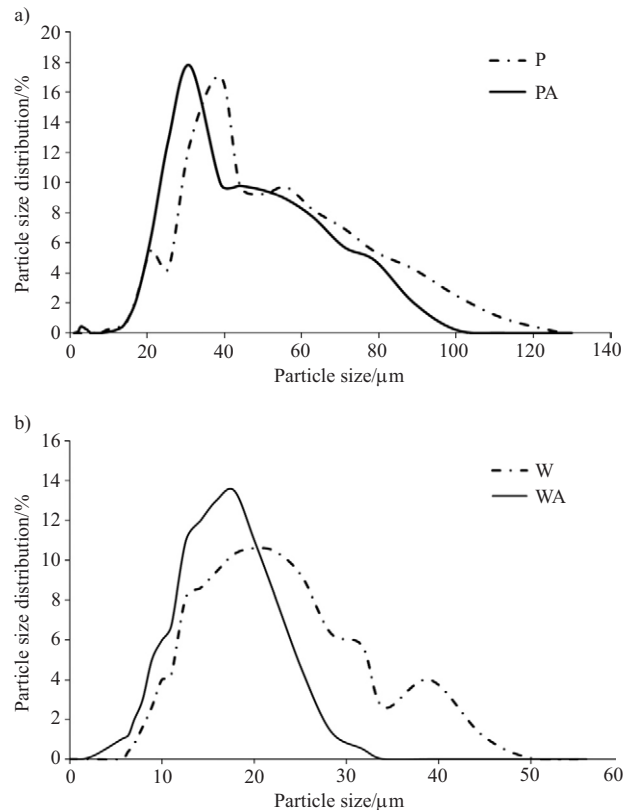 a)
20
18
16
14
12
10
8
6
4
2
0
Particle size distribution/%
P
PA
0 20 40 60 80 100 120 140
Particle size/μm
b)
16
14
12
10
8
6
4
2
0
Particle size distribution/%
W
WA
0 10 20 30 40 50 60
Particle size/μm